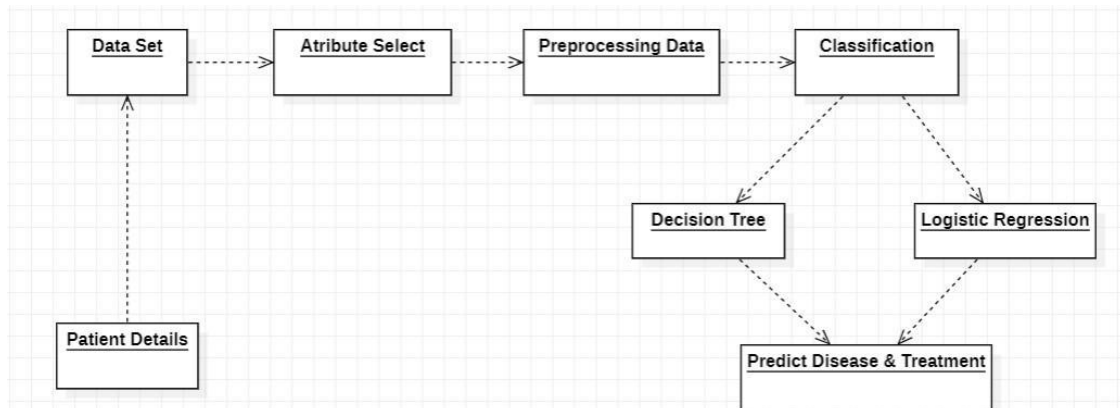 Data Set
Atribute Select
Preprocessing Data
Classification
Decision Tree
Logistic Regression
Patient Details
Predict Disease & Treatment